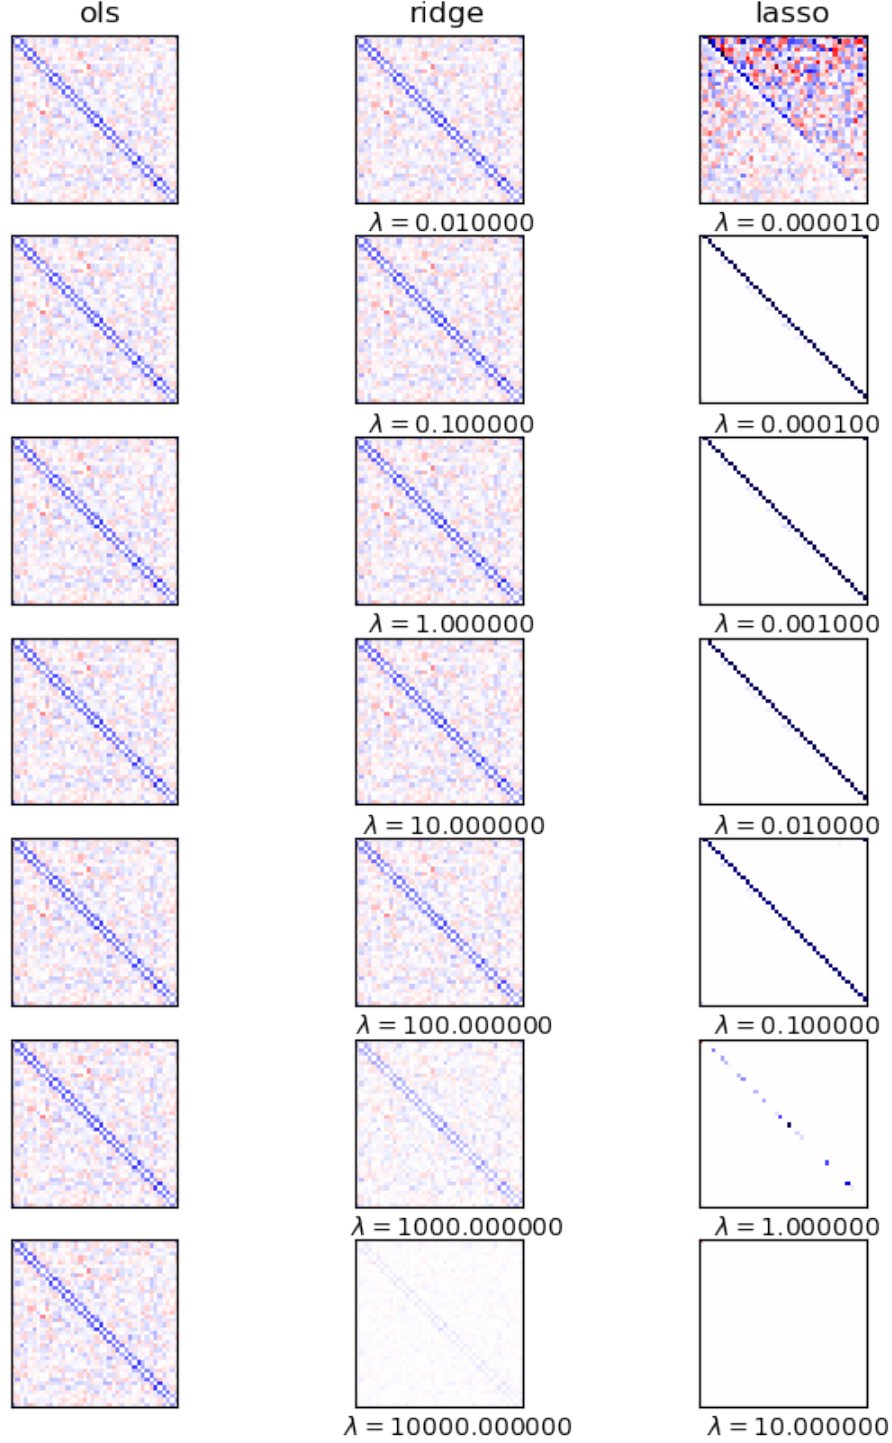 ols ridge lasso
λ = 0.010000 λ = 0.000010
λ = 0.100000 λ = 0.000100
λ = 1.000000 λ = 0.001000
λ = 10.000000 λ = 0.010000
λ = 100.000000 λ = 0.100000
λ = 1000.000000 λ = 1.000000
λ = 10000.000000 λ = 10.000000